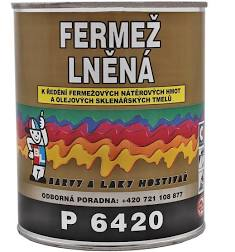 FERMEŽ
LNĚNÁ
K ŘEDĚNÍ FERMEŽOVÝCH NÁTĚROVÝCH HMOT
A OLEJOVÝCH SKLENÁŘSKÝCH TMELŮ
BARVY A LAKY HOSTIVAŘ
ODBORNÁ PORADNA: +420 721 108 877
P 6420